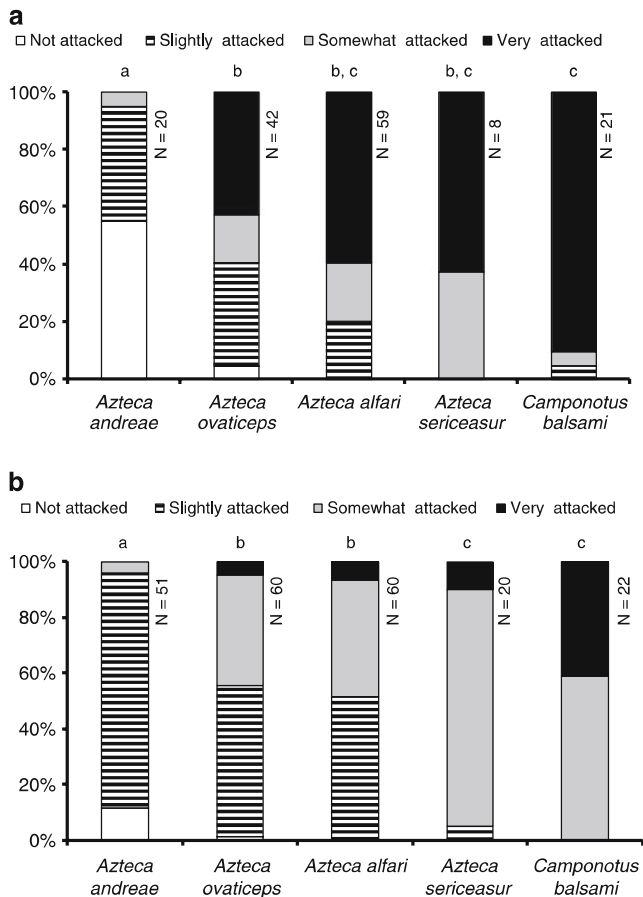 a
Not attacked Slightly attacked Somewhat attacked Very attacked
a b b, c b, c c
100%
80%
60%
40%
20%
0%
N = 20
N = 42
N = 59
N = 8
N = 21
Azteca andreae
Azteca ovaticeps
Azteca alfari
Azteca sericeasur
Camponotus balsami
b
Not attacked Slightly attacked Somewhat attacked Very attacked
a b b c c
100%
80%
60%
40%
20%
0%
N = 51
N = 60
N = 60
N = 20
N = 22
Azteca andreae
Azteca ovaticeps
Azteca alfari
Azteca sericeasur
Camponotus balsami